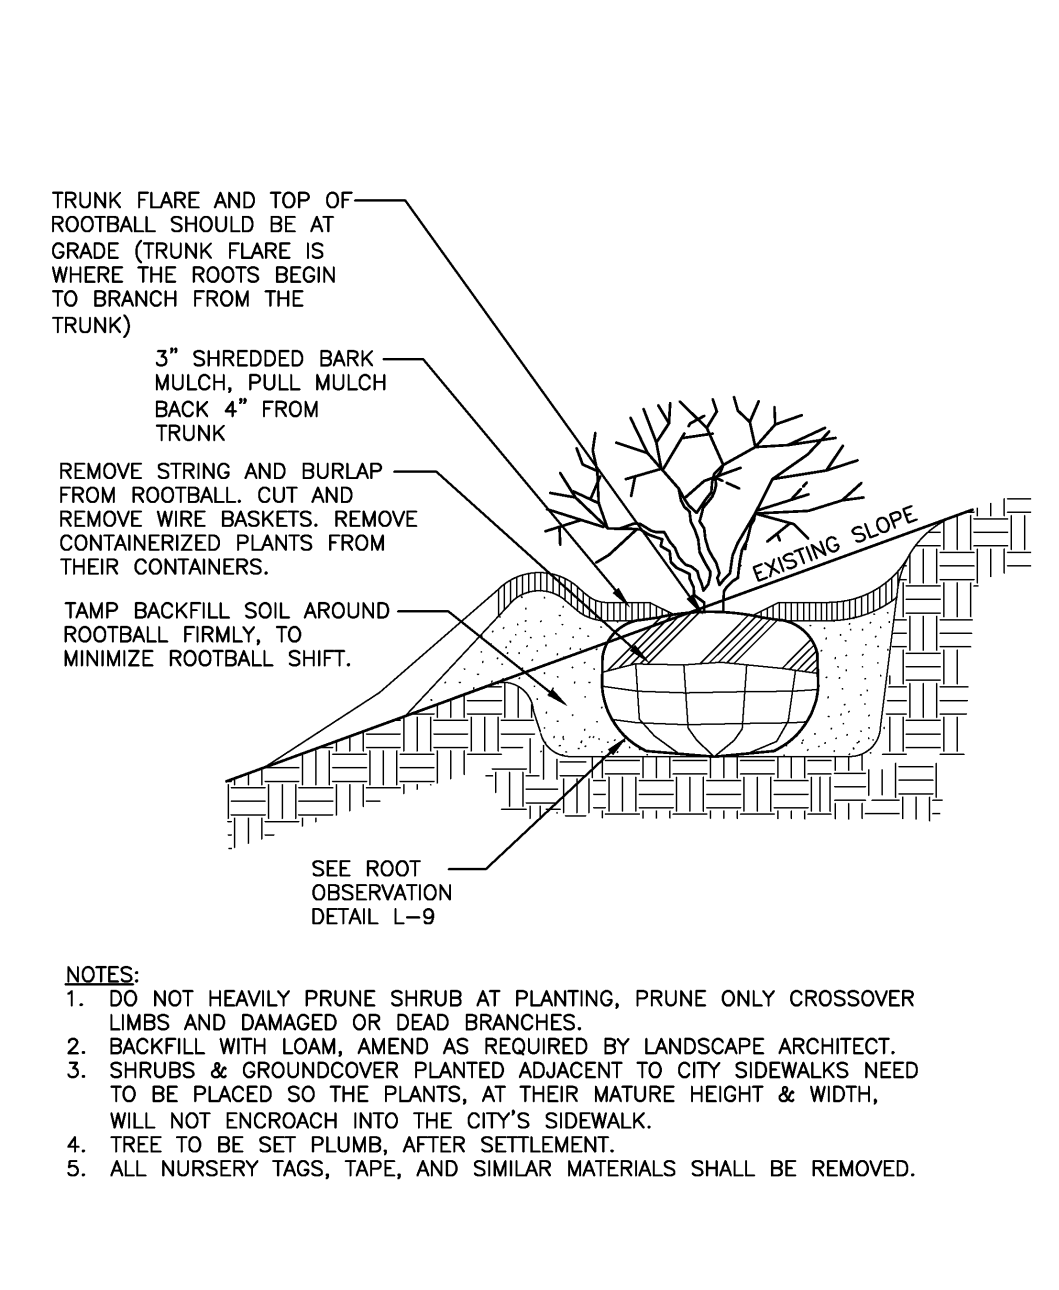 TRUNK FLARE AND TOP OF
ROOTBALL SHOULD BE AT
GRADE (TRUNK FLARE IS
WHERE THE ROOTS BEGIN
TO BRANCH FROM THE
TRUNK)
3" SHREDDED BARK
MULCH, PULL MULCH
BACK 4" FROM
TRUNK
REMOVE STRING AND BURLAP
FROM ROOTBALL. CUT AND
REMOVE WIRE BASKETS. REMOVE
CONTAINERIZED PLANTS FROM
THEIR CONTAINERS.
EXISTING SLOPE
TAMP BACKFILL SOIL AROUND
ROOTBALL FIRMLY, TO
MINIMIZE ROOTBALL SHIFT.
SEE ROOT
OBSERVATION
DETAIL L-9
NOTES:
1. DO NOT HEAVILY PRUNE SHRUB AT PLANTING, PRUNE ONLY CROSSOVER
LIMBS AND DAMAGED OR DEAD BRANCHES.
2. BACKFILL WITH LOAM, AMEND AS REQUIRED BY LANDSCAPE ARCHITECT.
3. SHRUBS & GROUNDCOVER PLANTED ADJACENT TO CITY SIDEWALKS NEED
TO BE PLACED SO THE PLANTS, AT THEIR MATURE HEIGHT & WIDTH,
WILL NOT ENCROACH INTO THE CITY'S SIDEWALK.
4. TREE TO BE SET PLUMB, AFTER SETTLEMENT.
5. ALL NURSERY TAGS, TAPE, AND SIMILAR MATERIALS SHALL BE REMOVED.